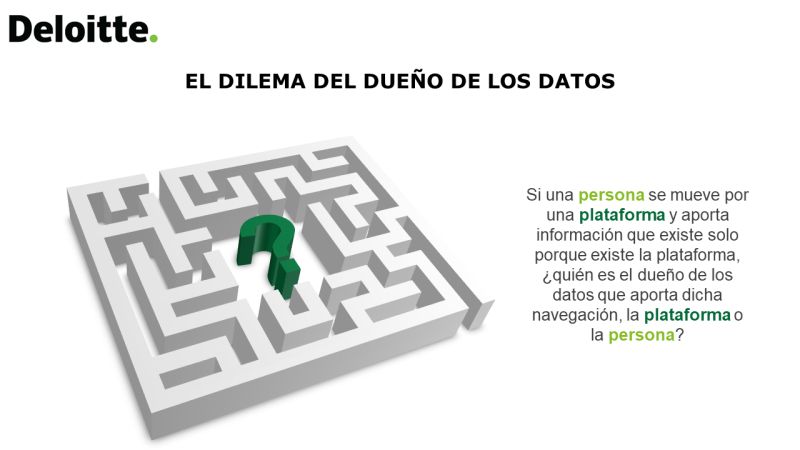 Deloitte.
EL DILEMA DEL DUEÑO DE LOS DATOS
Si una persona se mueve por
una plataforma y aporta
información que existe solo
porque existe la plataforma,
¿quién es el dueño de los
datos que aporta dicha
navegación, la plataforma o
la persona?